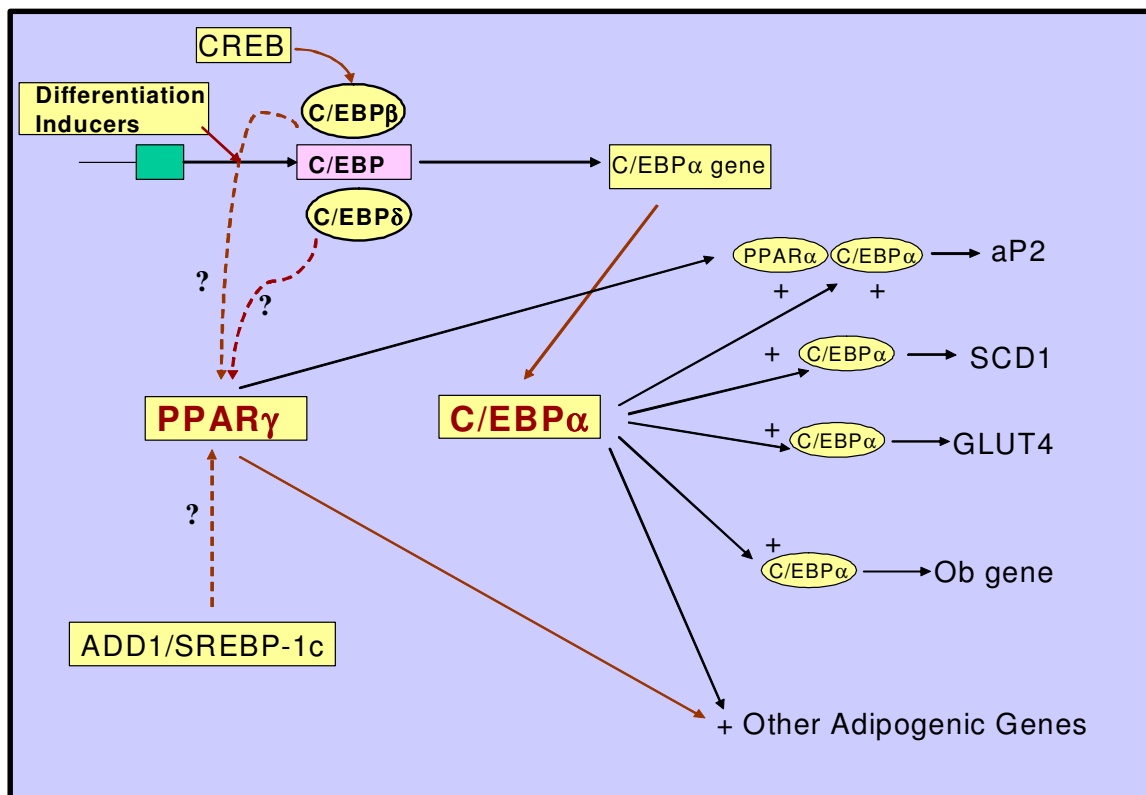 CREB
Differentiation
Inducers
C/EBPβ
C/EBP
C/EBPα gene
C/EBPδ
?
?
PPARα
C/EBPα
aP2
+
+
+
C/EBPα
SCD1
PPARγ
C/EBPα
+
C/EBPα
GLUT4
?
+
C/EBPα
Ob gene
ADD1/SREBP-1c
+ Other Adipogenic Genes